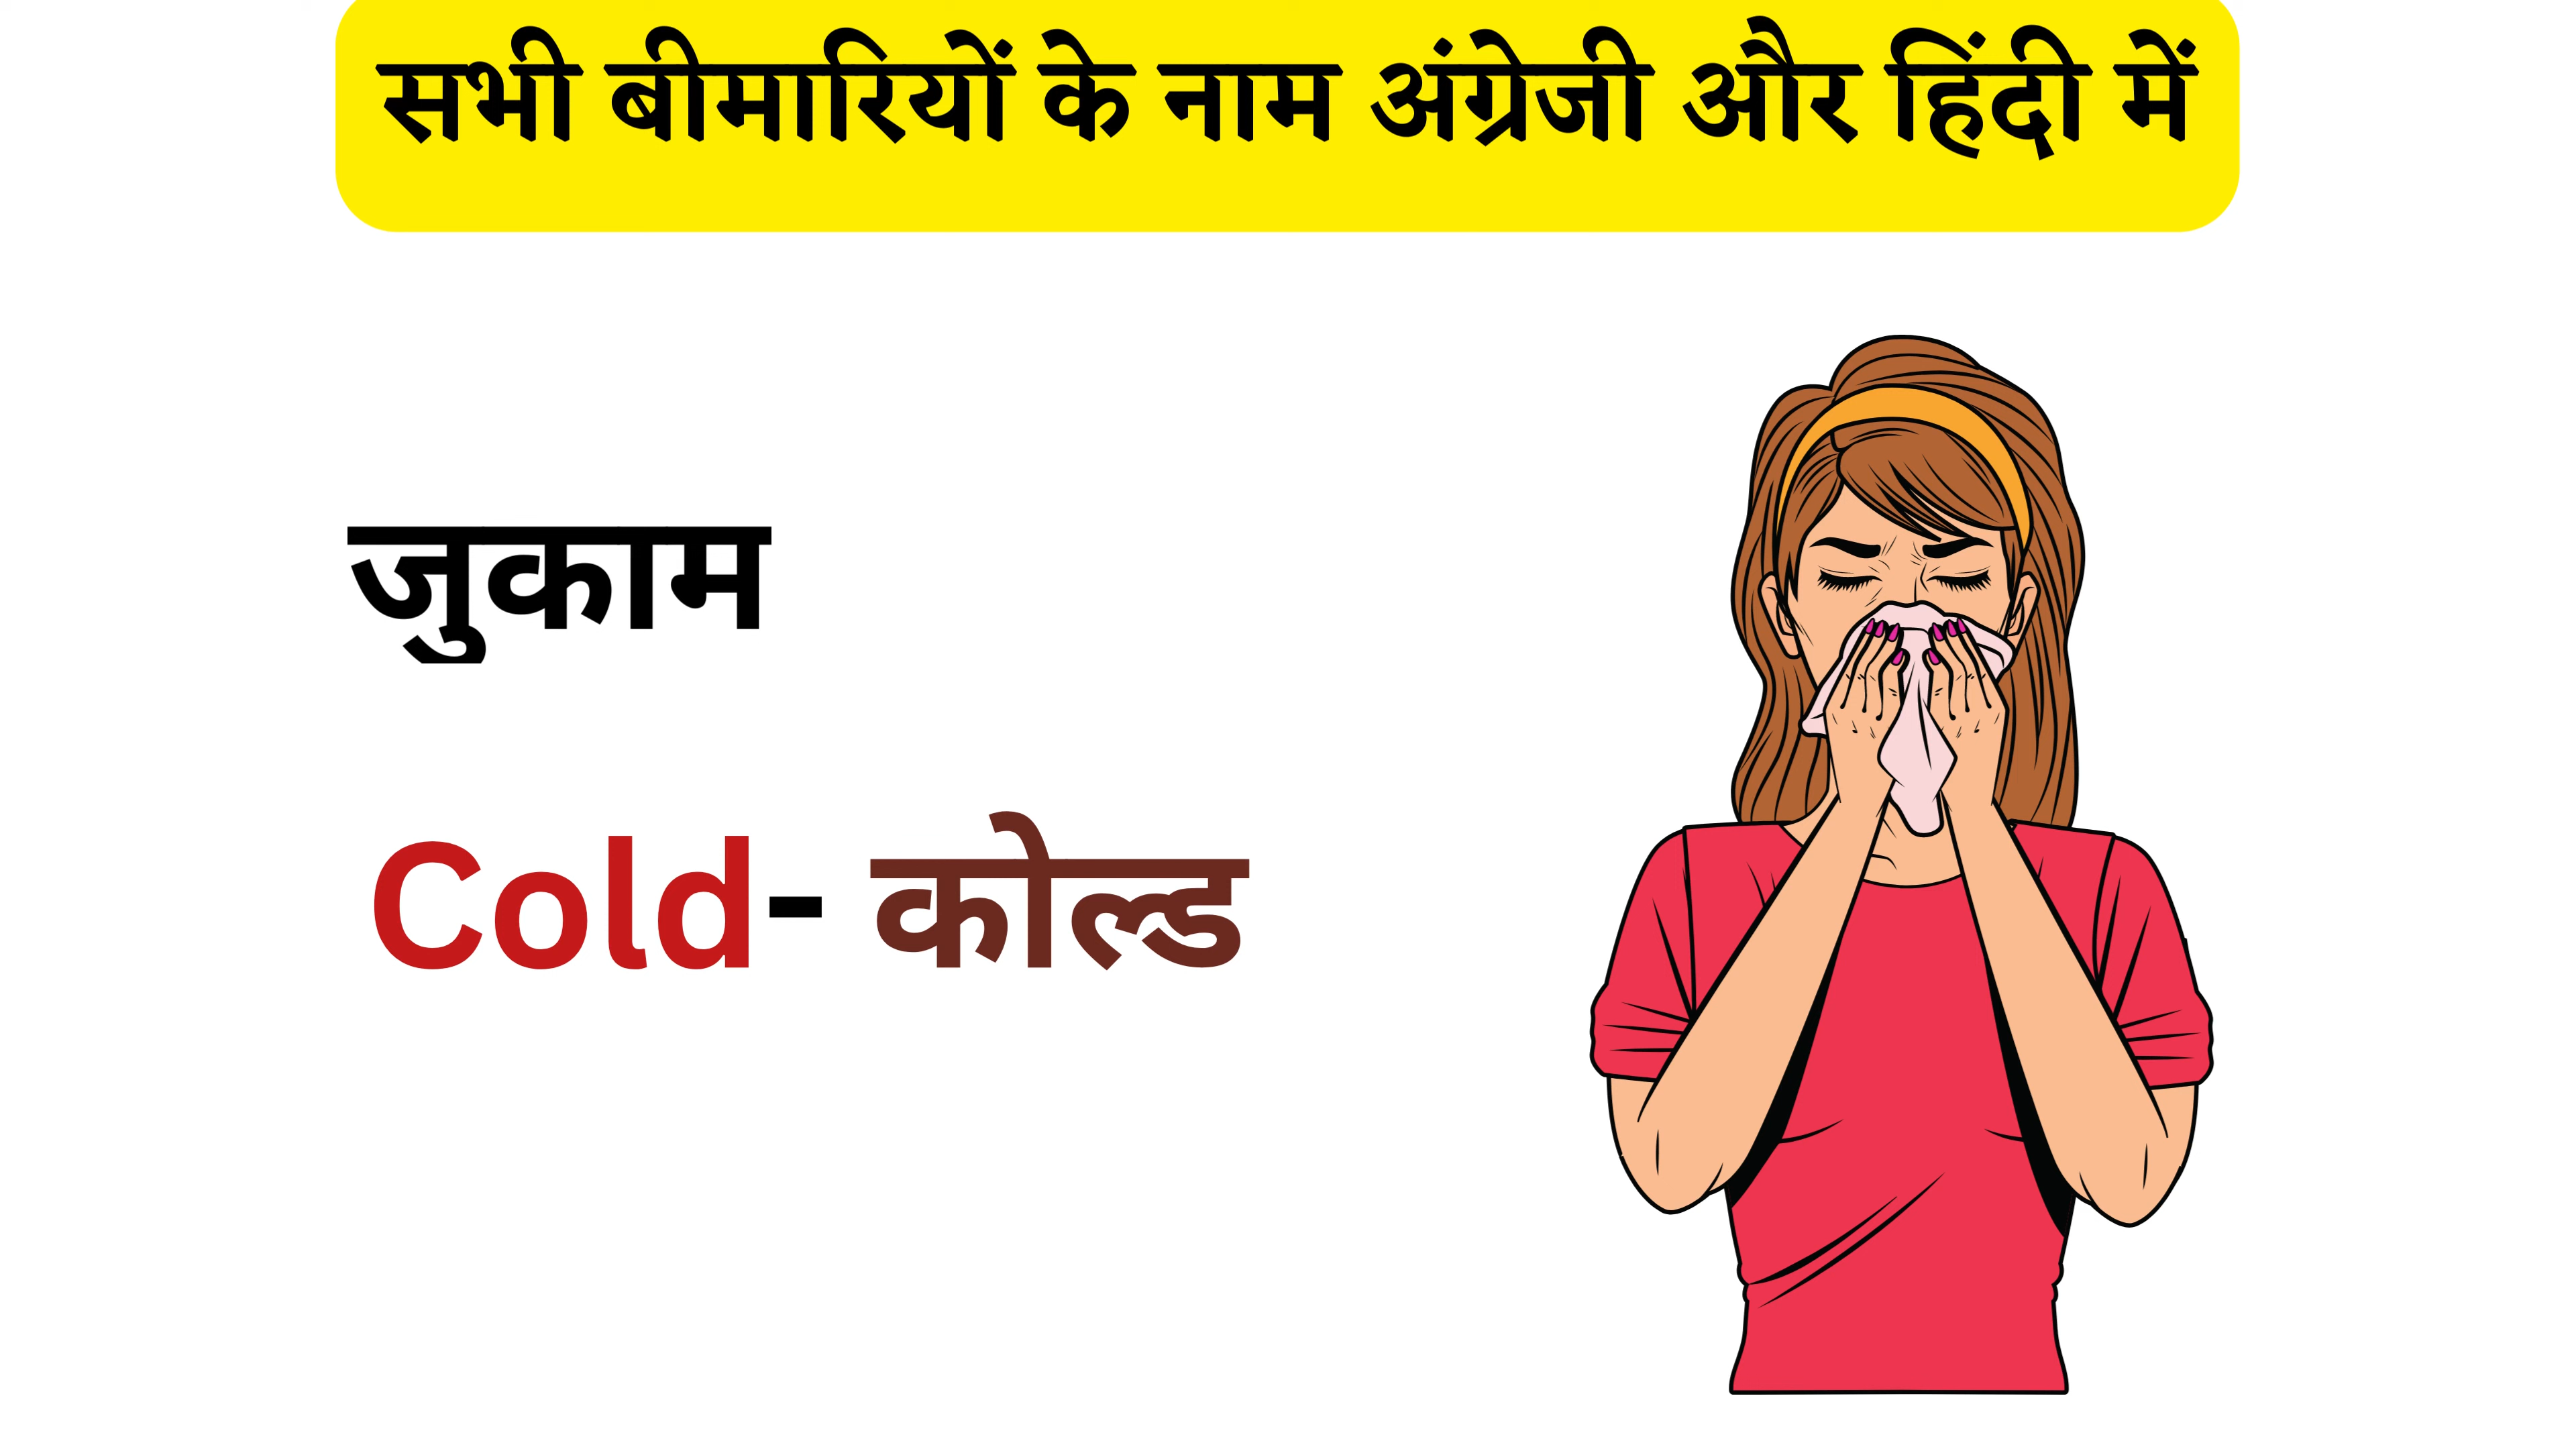 सभी बीमारियों के नाम अंग्रेजी और हिंदी में
जुकाम
Cold- कोल्ड